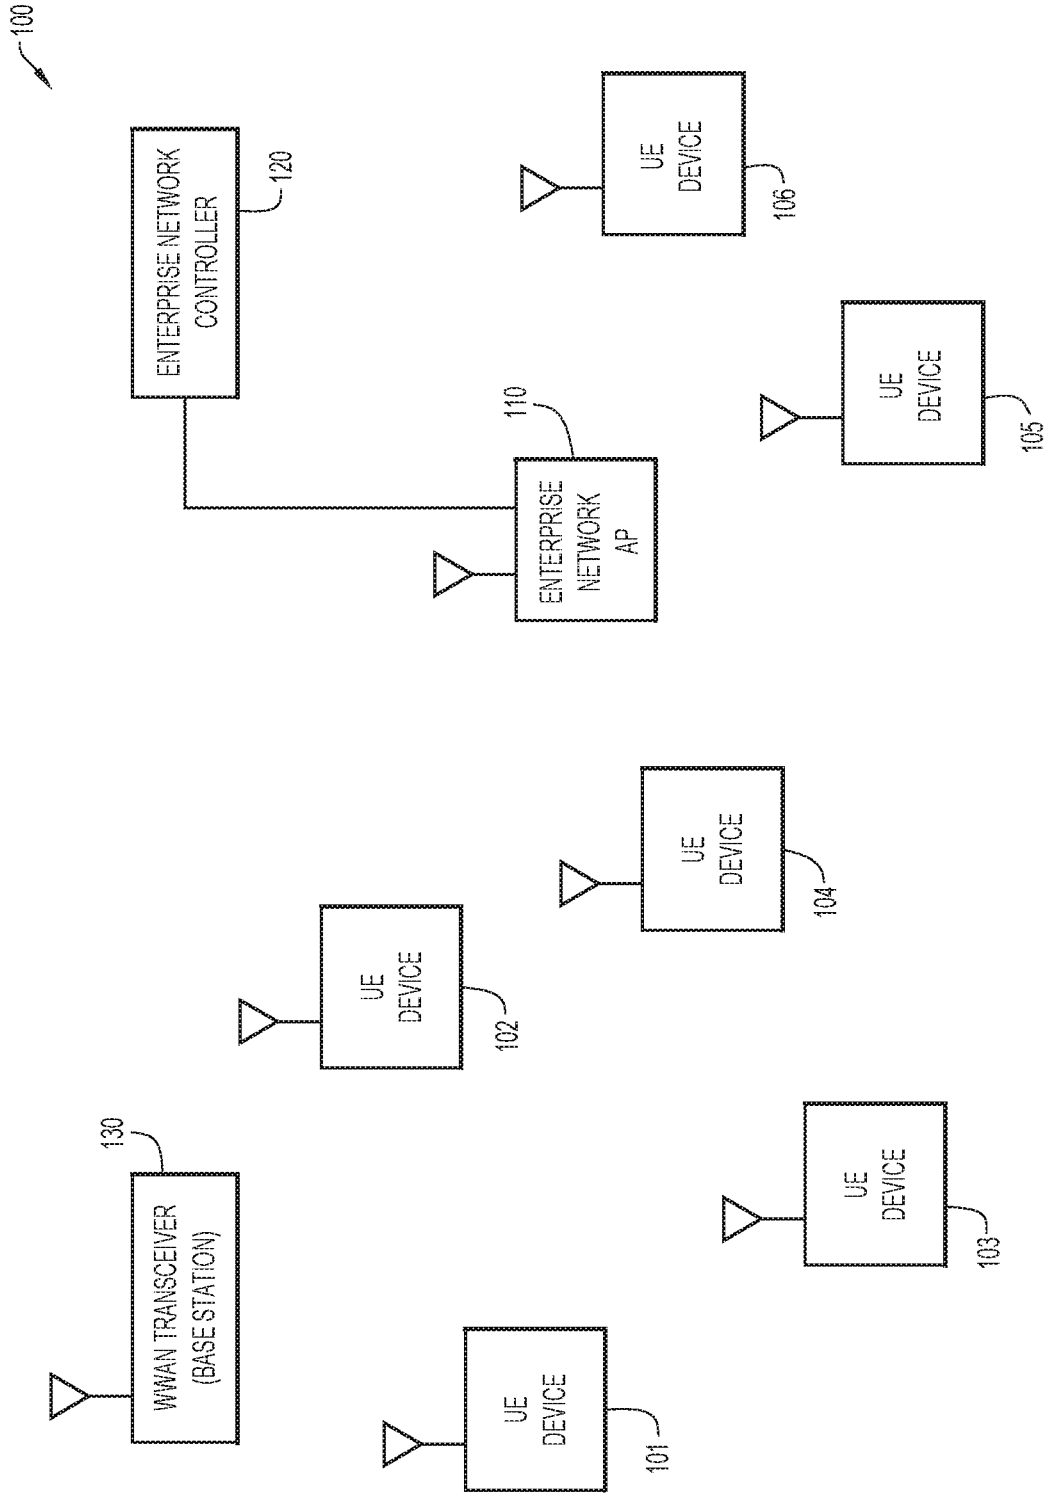 100
130
WWAN TRANSCEIVER
(BASE STATION)
ENTERPRISE NETWORK
CONTROLLER
120
UE
DEVICE
102
UE
DEVICE
101
110
ENTERPRISE
NETWORK
AP
UE
DEVICE
106
UE
DEVICE
104
UE
DEVICE
103
UE
DEVICE
105